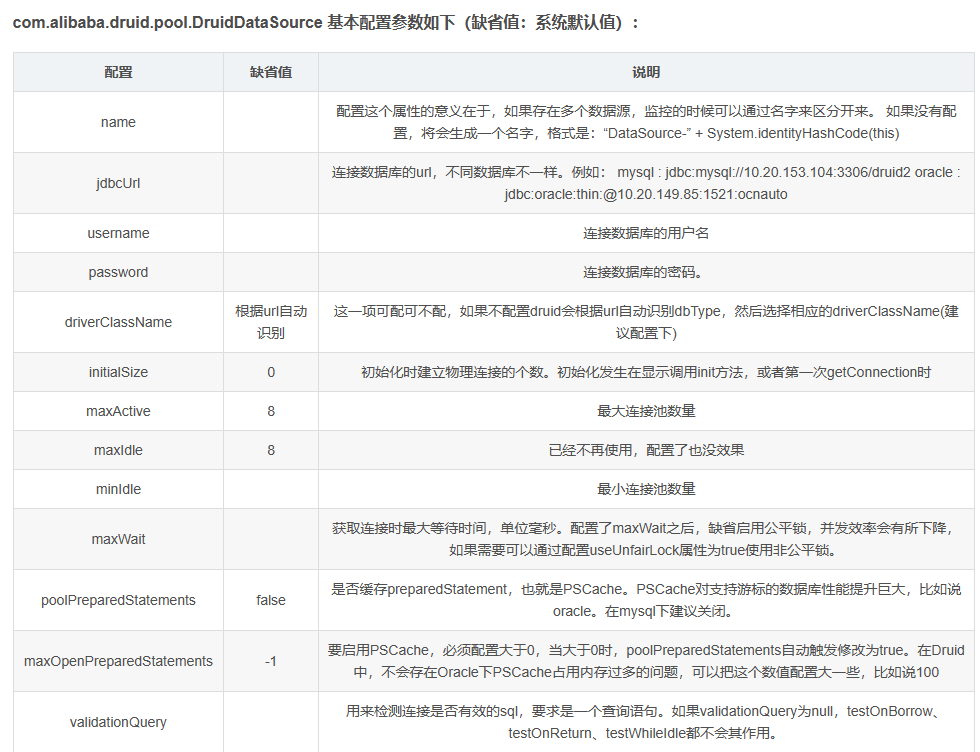 com.alibaba.druid.pool.DruidDataSource 基本配置参数如下（缺省值：系统默认值）：
配置 缺省值 说明
name 配置这个属性的意义在于，如果存在多个数据源，监控的时候可以通过名字来区分开来。 如果没有配
置，将会生成一个名字，格式是：“DataSource-” + System.identityHashCode(this)
jdbcUrl 连接数据库的url，不同数据库不一样。例如： mysql : jdbc:mysql://10.20.153.104:3306/druid2 oracle :
jdbc:oracle:thin:@10.20.149.85:1521:ocnauto
username 连接数据库的用户名
password 连接数据库的密码。
driverClassName 根据url自动 这一项可配可不配，如果不配置druid会根据url自动识别dbType，然后选择相应的driverClassName(建
识别 议配置下)
initialSize 0 初始化时建立物理连接的个数。初始化发生在显示调用init方法，或者第一次getConnection时
maxActive 8 最大连接池数量
maxIdle 8 已经不再使用，配置了也没效果
minIdle 最小连接池数量
maxWait 获取连接时最大等待时间，单位毫秒。配置了maxWait之后，缺省启用公平锁，并发效率会有所下降，
如果需要可以通过配置useUnfairLock属性为true使用非公平锁。
poolPreparedStatements false 是否缓存preparedStatement，也就是PSCache。PSCache对支持游标的数据库性能提升巨大，比如说
oracle。在mysql下建议关闭。
maxOpenPreparedStatements -1 要启用PSCache，必须配置大于0，当大于0时，poolPreparedStatements自动触发修改为true。在Druid
中，不会存在Oracle下PSCache占用内存过多的问题，可以把这个数值配置大一些，比如说100
validationQuery 用来检测连接是否有效的sql，要求是一个查询语句。如果validationQuery为null，testOnBorrow、
testOnReturn、testWhileIdle都不会其作用。